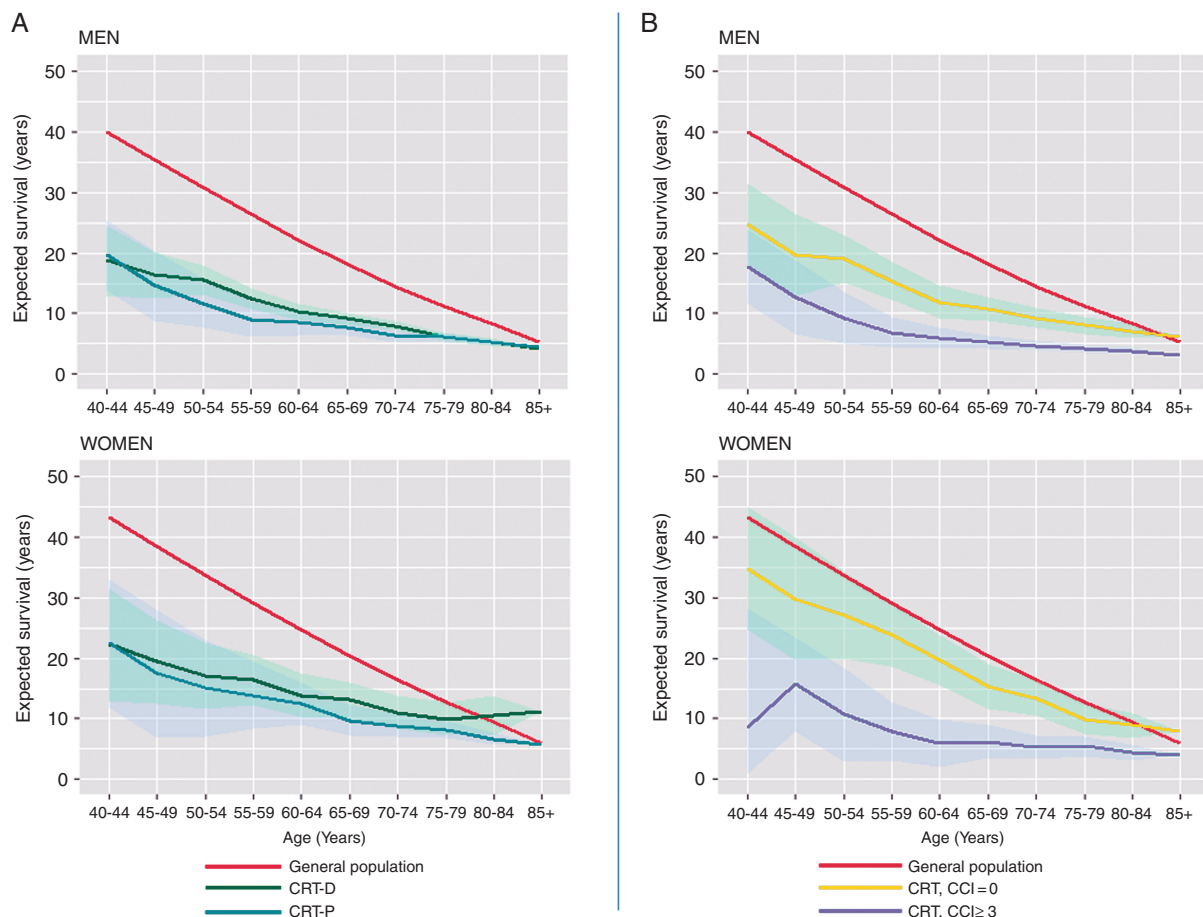 A
MEN
Expected survival (years)
50
40
30
20
10
0
40-44 45-49 50-54 55-59 60-64 65-69 70-74 75-79 80-84 85+
WOMEN
Expected survival (years)
50
40
30
20
10
0
40-44 45-49 50-54 55-59 60-64 65-69 70-74 75-79 80-84 85+
Age (Years)
General population
CRT-D
CRT-P
B
MEN
Expected survival (years)
50
40
30
20
10
0
40-44 45-49 50-54 55-59 60-64 65-69 70-74 75-79 80-84 85+
WOMEN
Expected survival (years)
50
40
30
20
10
0
40-44 45-49 50-54 55-59 60-64 65-69 70-74 75-79 80-84 85+
Age (Years)
General population
CRT, CCI = 0
CRT. CCI ≥ 3